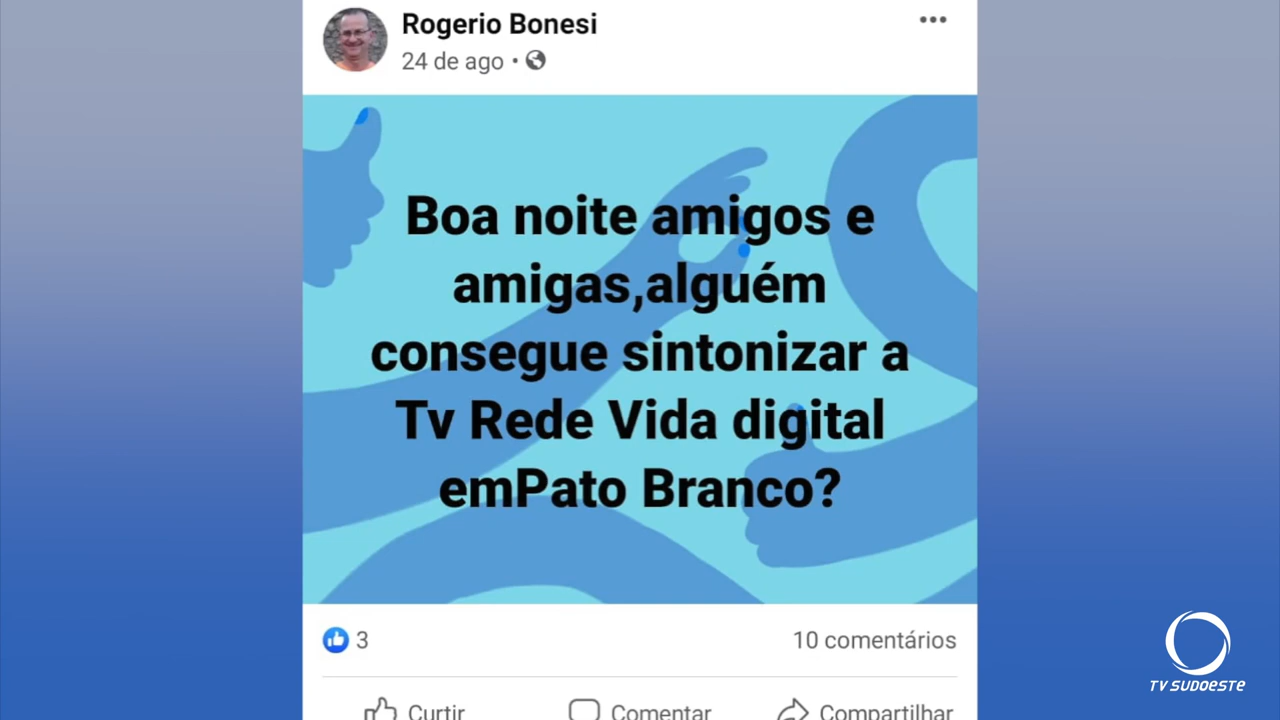 Rogerio Bonesi
24 de ago •
Boa noite amigos e
amigas,alguém
consegue sintonizar a
Tv Rede Vida digital
emPato Branco?
3
10 comentários
Curtir
Comentar
Compartilhar
TV SUDOESTE